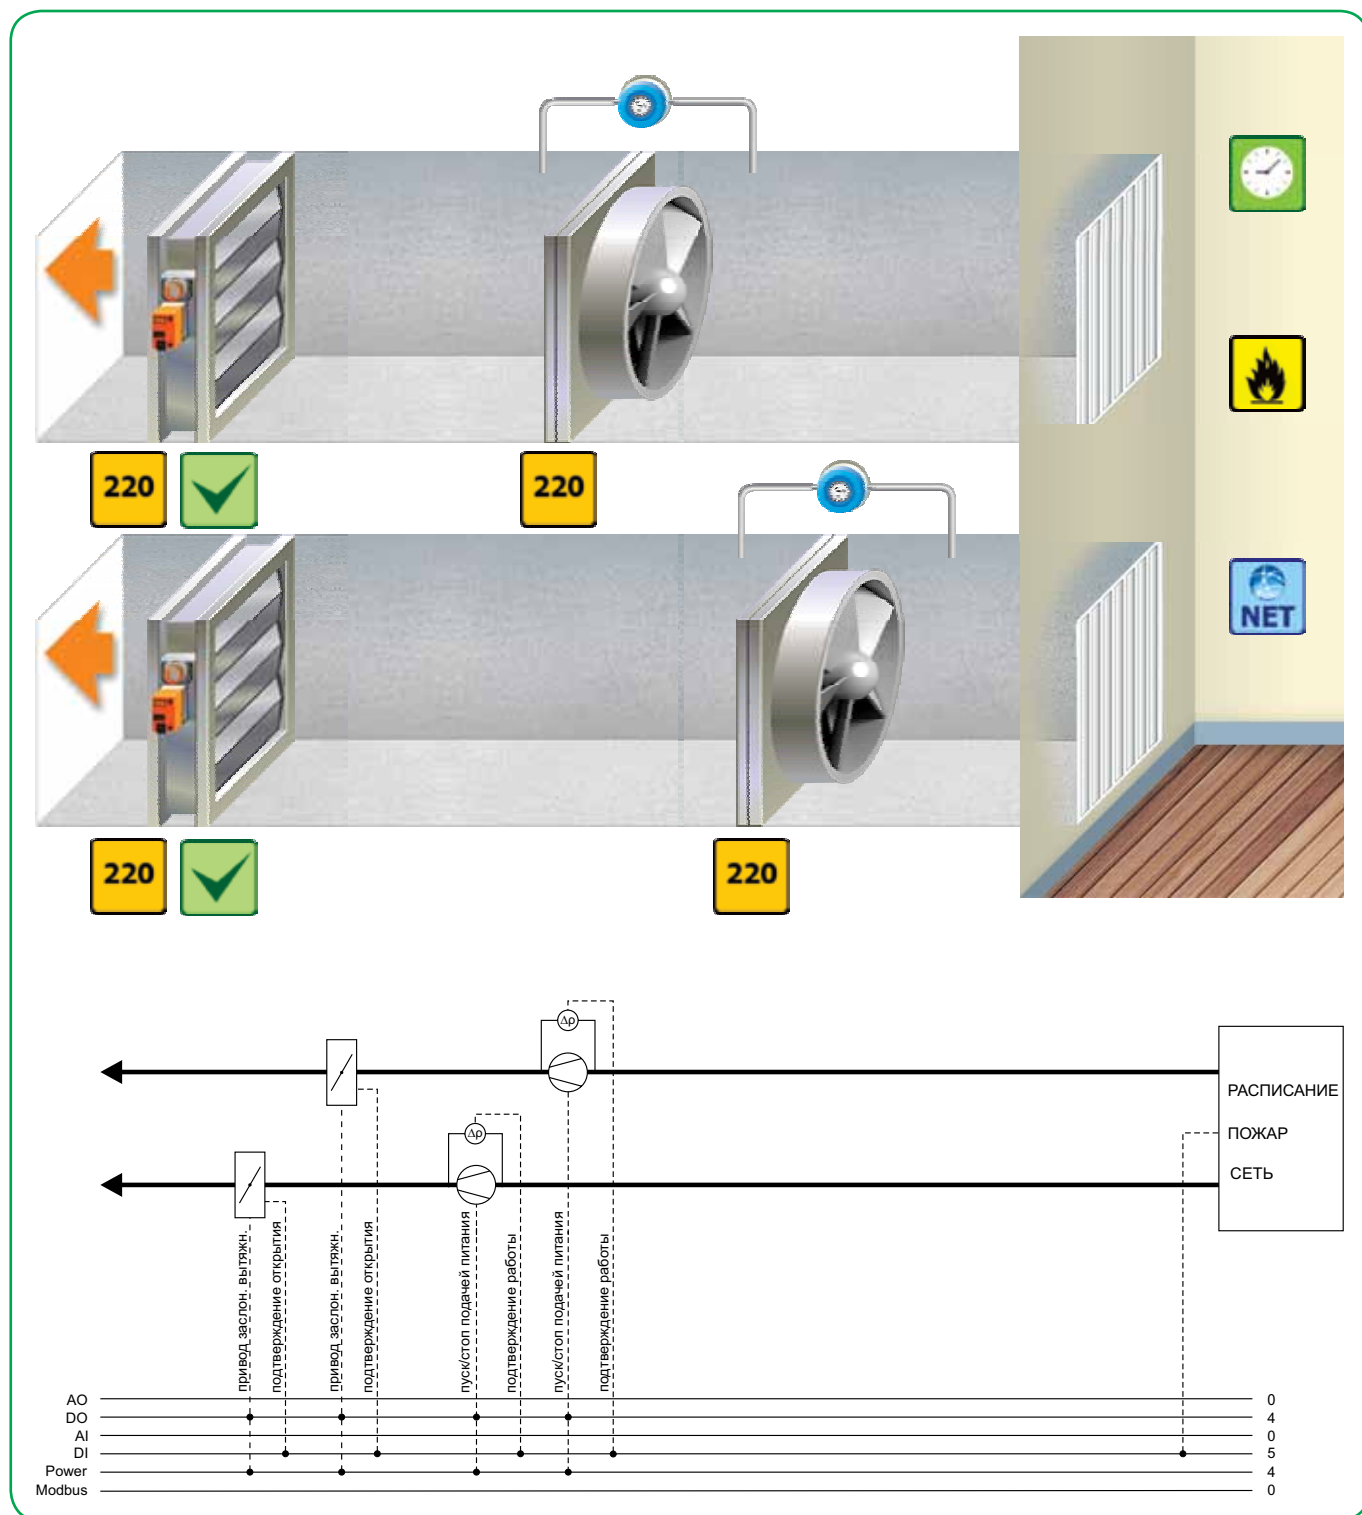 220
220
NET
220
220
Δρ
РАСПИСАНИЕ
Δρ
ПОЖАР
СЕТЬ
привод заслон. вытяжн.
подтверждение открытия
привод заслон. вытяжн.
подтверждение открытия
пуск/стоп подачей питания
подтверждение работы
пуск/стоп подачей питания
подтверждение работы
AO 0
DO 4
AI 0
DI 5
Power 4
Modbus 0